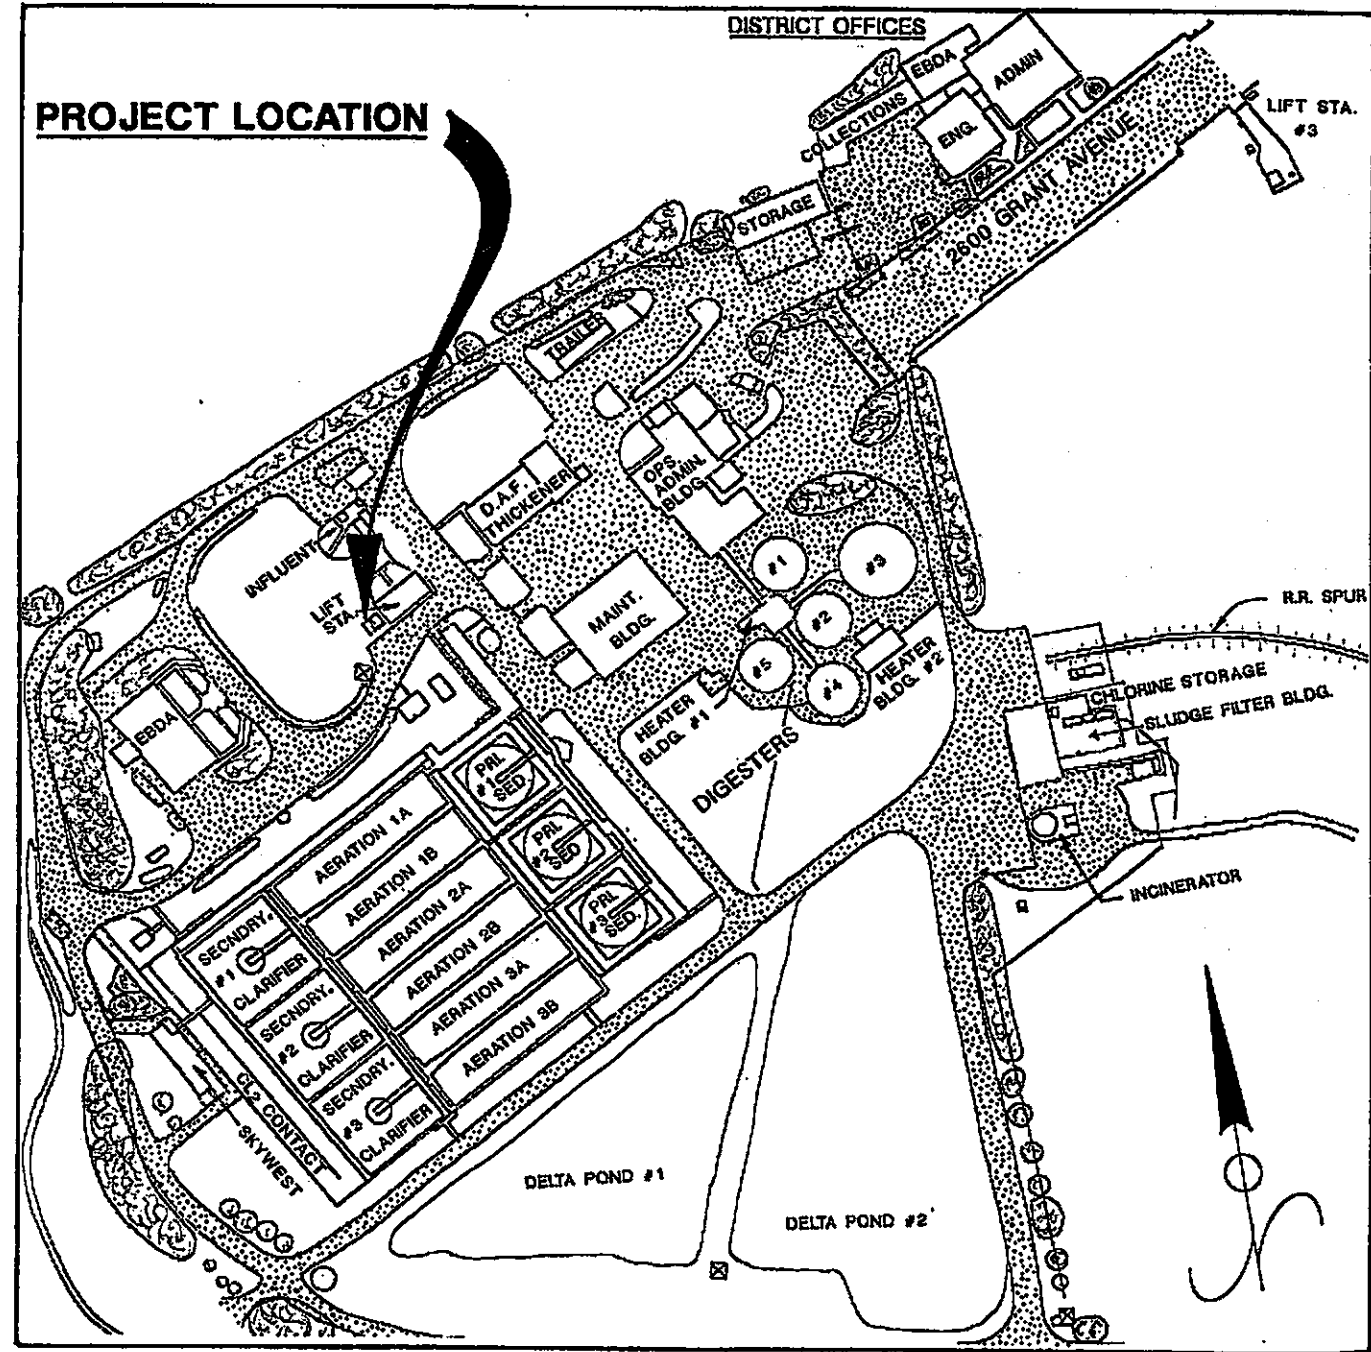 DISTRICT OFFICES
PROJECT LOCATION
EBDA
ADMIN
COLLECTIONS
ENG.
LIFT STA.
#3
2600 GRANT AVENUE
STORAGE
TRAILER
OPS.
ADMIN.
BLDG.
D.A.F.
THICKENER
INFLUENT
LIFT
STA.
MAINT.
BLDG.
#1
#3
#2
#5
#4
HEATER
BLDG. #1
HEATER
BLDG. #2
DIGESTERS
R.R. SPUR
CHLORINE STORAGE
SLUDGE FILTER BLDG.
INCINERATOR
EBDA
PRI.
#1
SED.
PRI.
#2
SED.
PRI.
#3
SED.
AERATION 1A
AERATION 1B
AERATION 2A
AERATION 2B
AERATION 3A
AERATION 3B
SECNDRY.
#1
CLARIFIER
SECNDRY.
#2
CLARIFIER
SECNDRY.
#3
CLARIFIER
CL2 CONTACT
SKYWEST
DELTA POND #1
DELTA POND #2